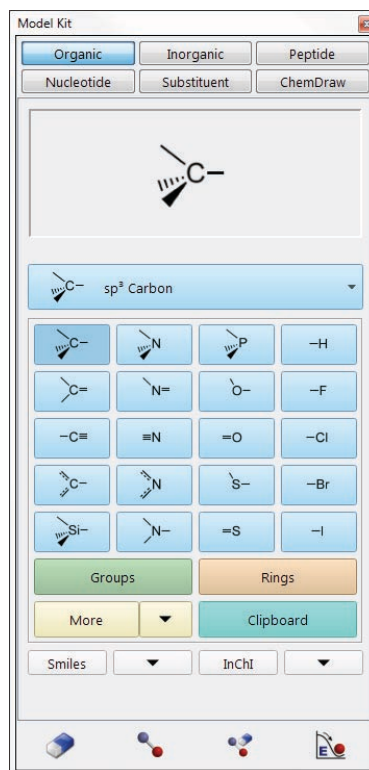 Model Kit
Organic Inorganic Peptide
Nucleotide Substituent ChemDraw
C–
C– sp³ Carbon
C– N P –H
C= N= O– –F
–C≡ ≡N =O –Cl
C– N S– –Br
Si– N– =S –I
Groups Rings
More Clipboard
Smiles InChI
E